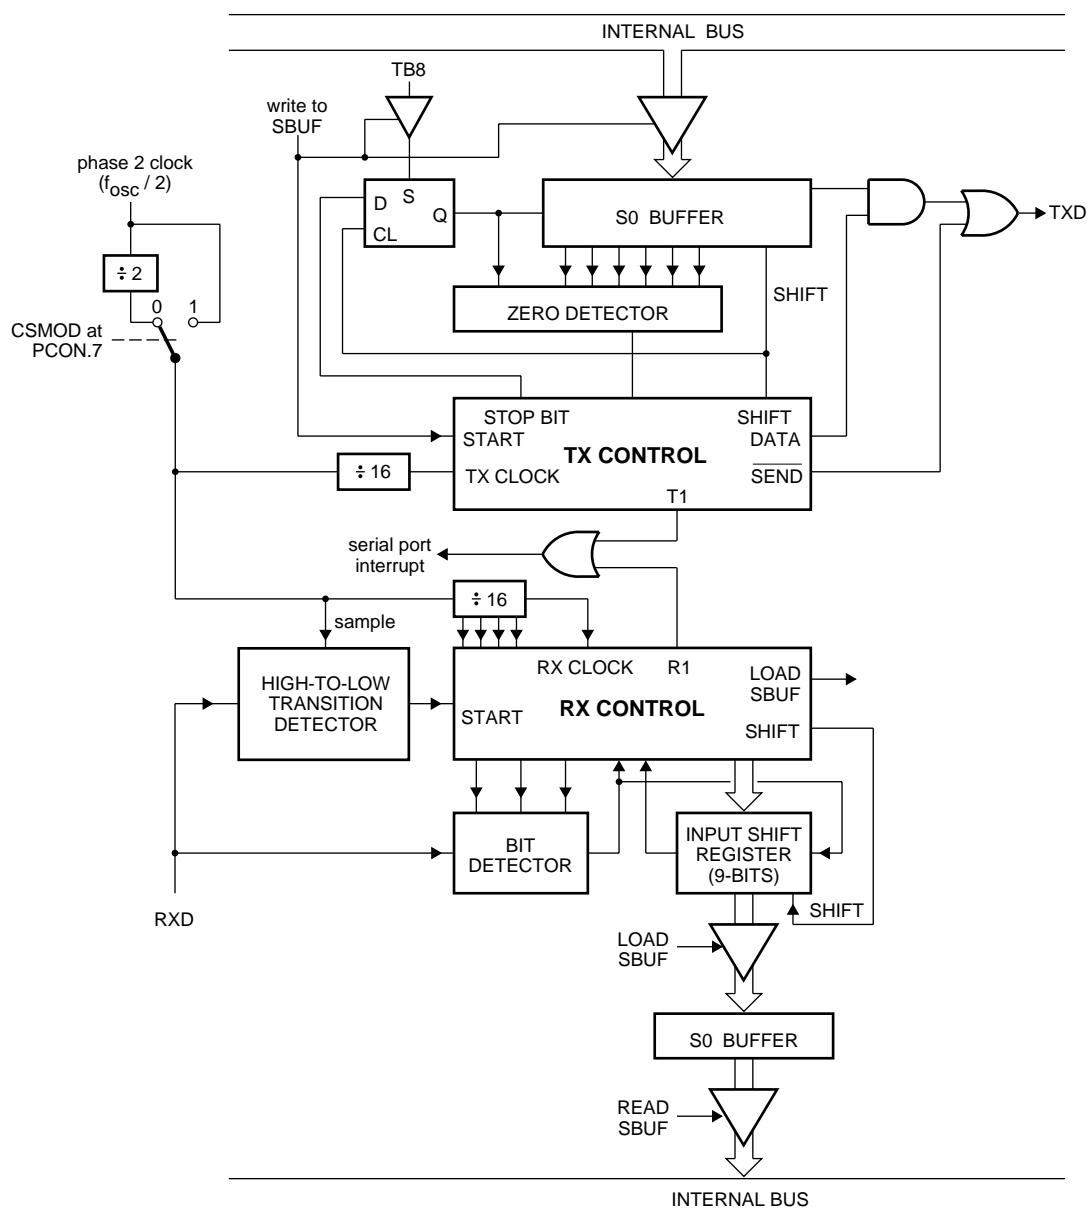 INTERNAL BUS
TB8
write to
SBUF
phase 2 clock
(fosc / 2)
D
S
Q
CL
S0 BUFFER
TXD
÷ 2
0
1
SHIFT
ZERO DETECTOR
CSMOD at
PCON.7
STOP BIT
SHIFT
START
DATA
TX CONTROL
÷ 16
TX CLOCK
SEND
T1
serial port
interrupt
÷ 16
sample
HIGH-TO-LOW
TRANSITION
DETECTOR
RX CLOCK
R1
LOAD
SBUF
START
RX CONTROL
SHIFT
BIT
DETECTOR
INPUT SHIFT
REGISTER
(9-BITS)
RXD
SHIFT
LOAD
SBUF
S0 BUFFER
READ
SBUF
INTERNAL BUS